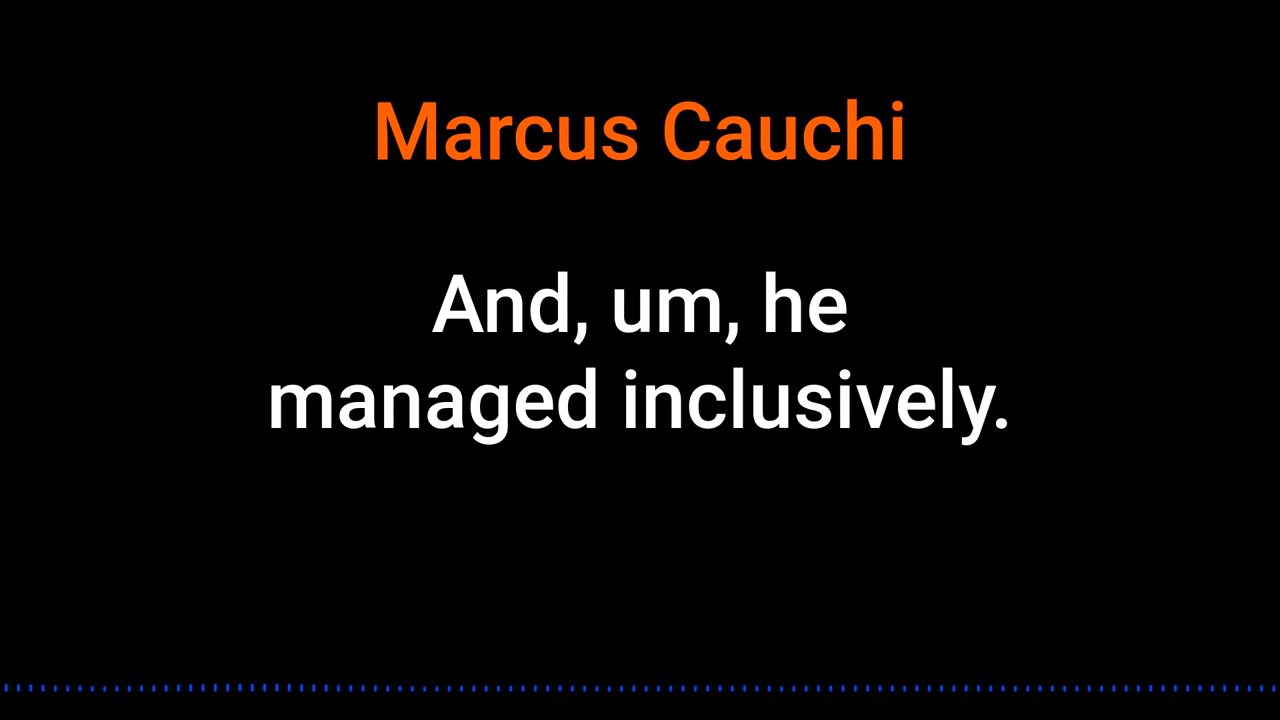 Marcus Cauchi
And, um, he
managed inclusively.